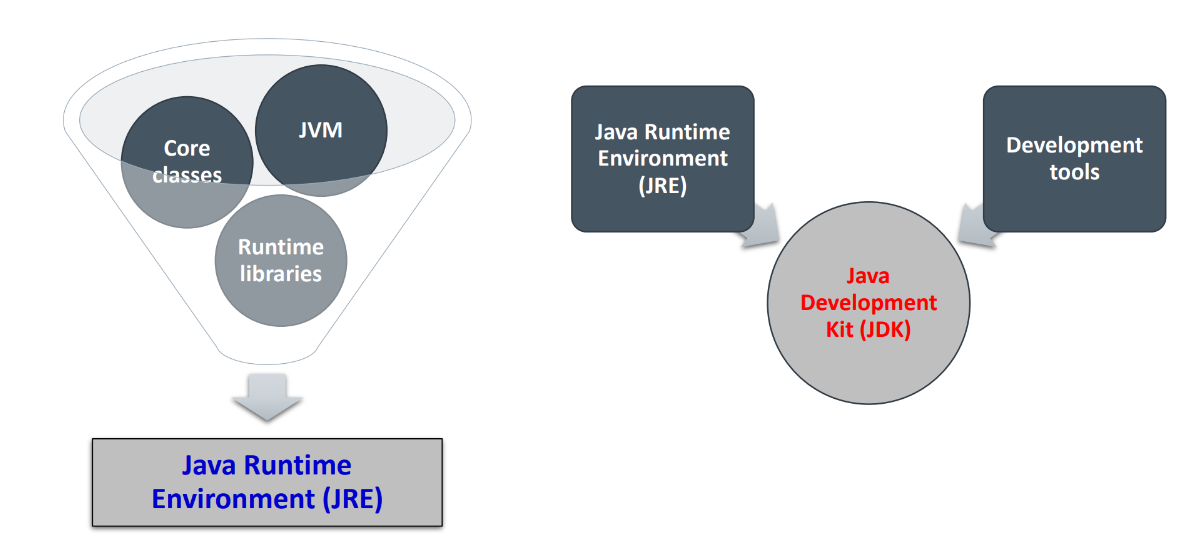 Core
classes
JVM
Runtime
libraries
Java Runtime
Environment (JRE)
Java Runtime
Environment
(JRE)
Development
tools
Java
Development
Kit (JDK)